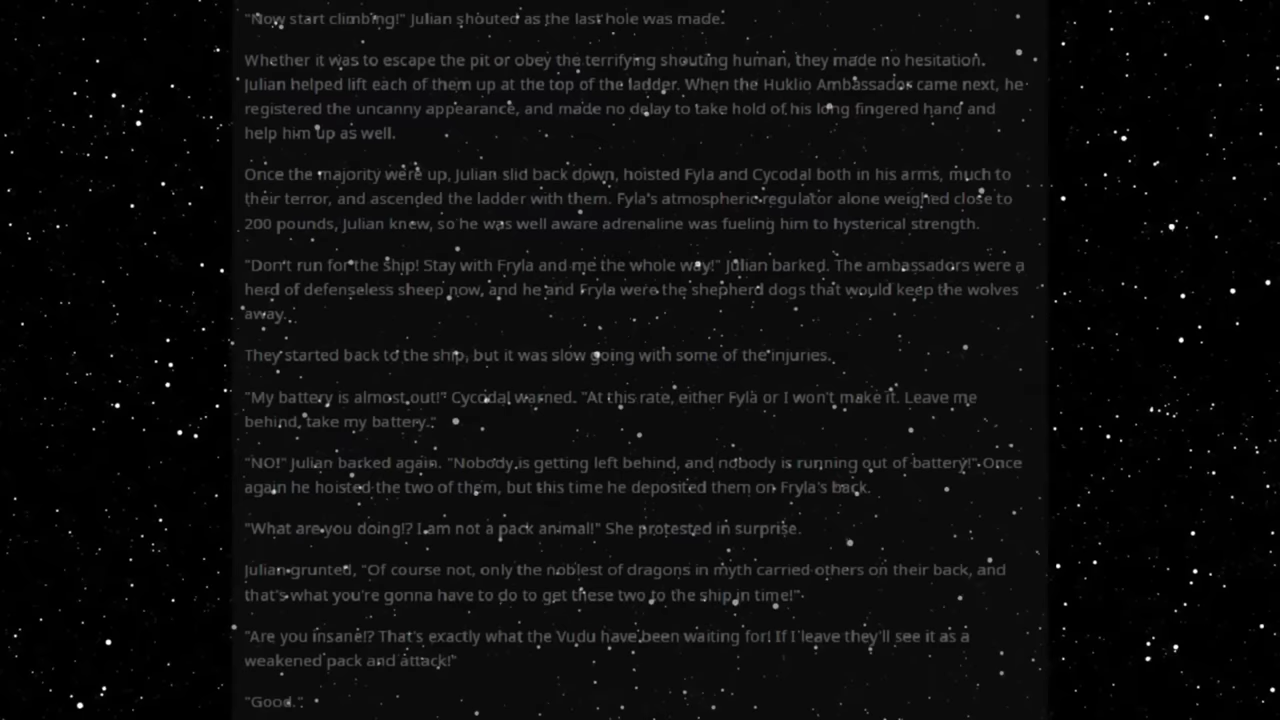 "Now start climbing!" Julian shouted as the last hole was made.
Whether it was to escape the pit or obey the terrifying shouting human, they made no hesitation.
Julian helped lift each of them up at the top of the ladder. When the Huklio Ambassador came next, he
registered the uncanny appearance, and made no delay to take hold of his long fingered hand and
help him up as well.
Once the majority were up, Julian slid back down, hoisted Fyla and Cycodal both in his arms, much to
their terror, and ascended the ladder with them. Fyla's atmospheric regulator alone weighed close to
200 pounds, Julian knew, so he was well aware adrenaline was fueling him to hysterical strength.
"Don't run for the ship! Stay with Fryla and me the whole way!" Julian barked. The ambassadors were a
herd of defenseless sheep now, and he and Fryla were the shepherd dogs that would keep the wolves
away.
They started back to the ship, but it was slow going with some of the injuries.
"My battery is almost out!" Cycodal warned. "At this rate, either Fyla or I won't make it. Leave me
behind, take my battery."
"NO!" Julian barked again. "Nobody is getting left behind, and nobody is running out of battery!" Once
again he hoisted the two of them, but this time he deposited them on Fryla's back.
"What are you doing!? I am not a pack animal!" She protested in surprise.
Julian grunted, "Of course not, only the noblest of dragons in myth carried others on their back, and
that's what you're gonna have to do to get these two to the ship in time!"
"Are you insane!? That's exactly what the Vudu have been waiting for! If I leave they'll see it as a
weakened pack and attack!"
"Good."